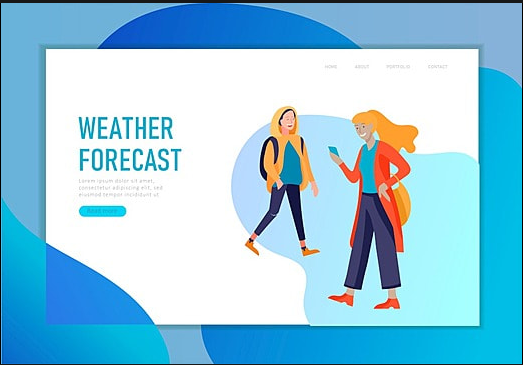 HOME ABOUT PORTFOLIO CONTACT
WEATHER
FORECAST
Lorem ipsum dolor sit amet,
consectetur adipiscing elit, sed
eiusmod tempor incididunt ut
Read more